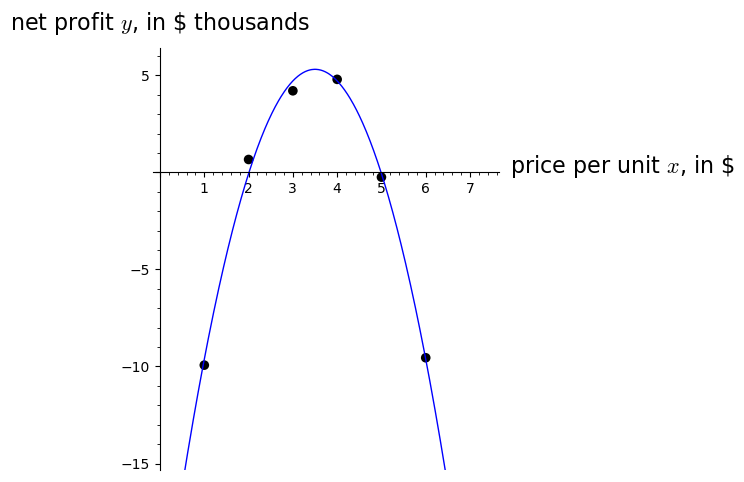 net profit y, in $ thousands
5
price per unit x, in $
1 2 3 4 5 6 7
−5
−10
−15